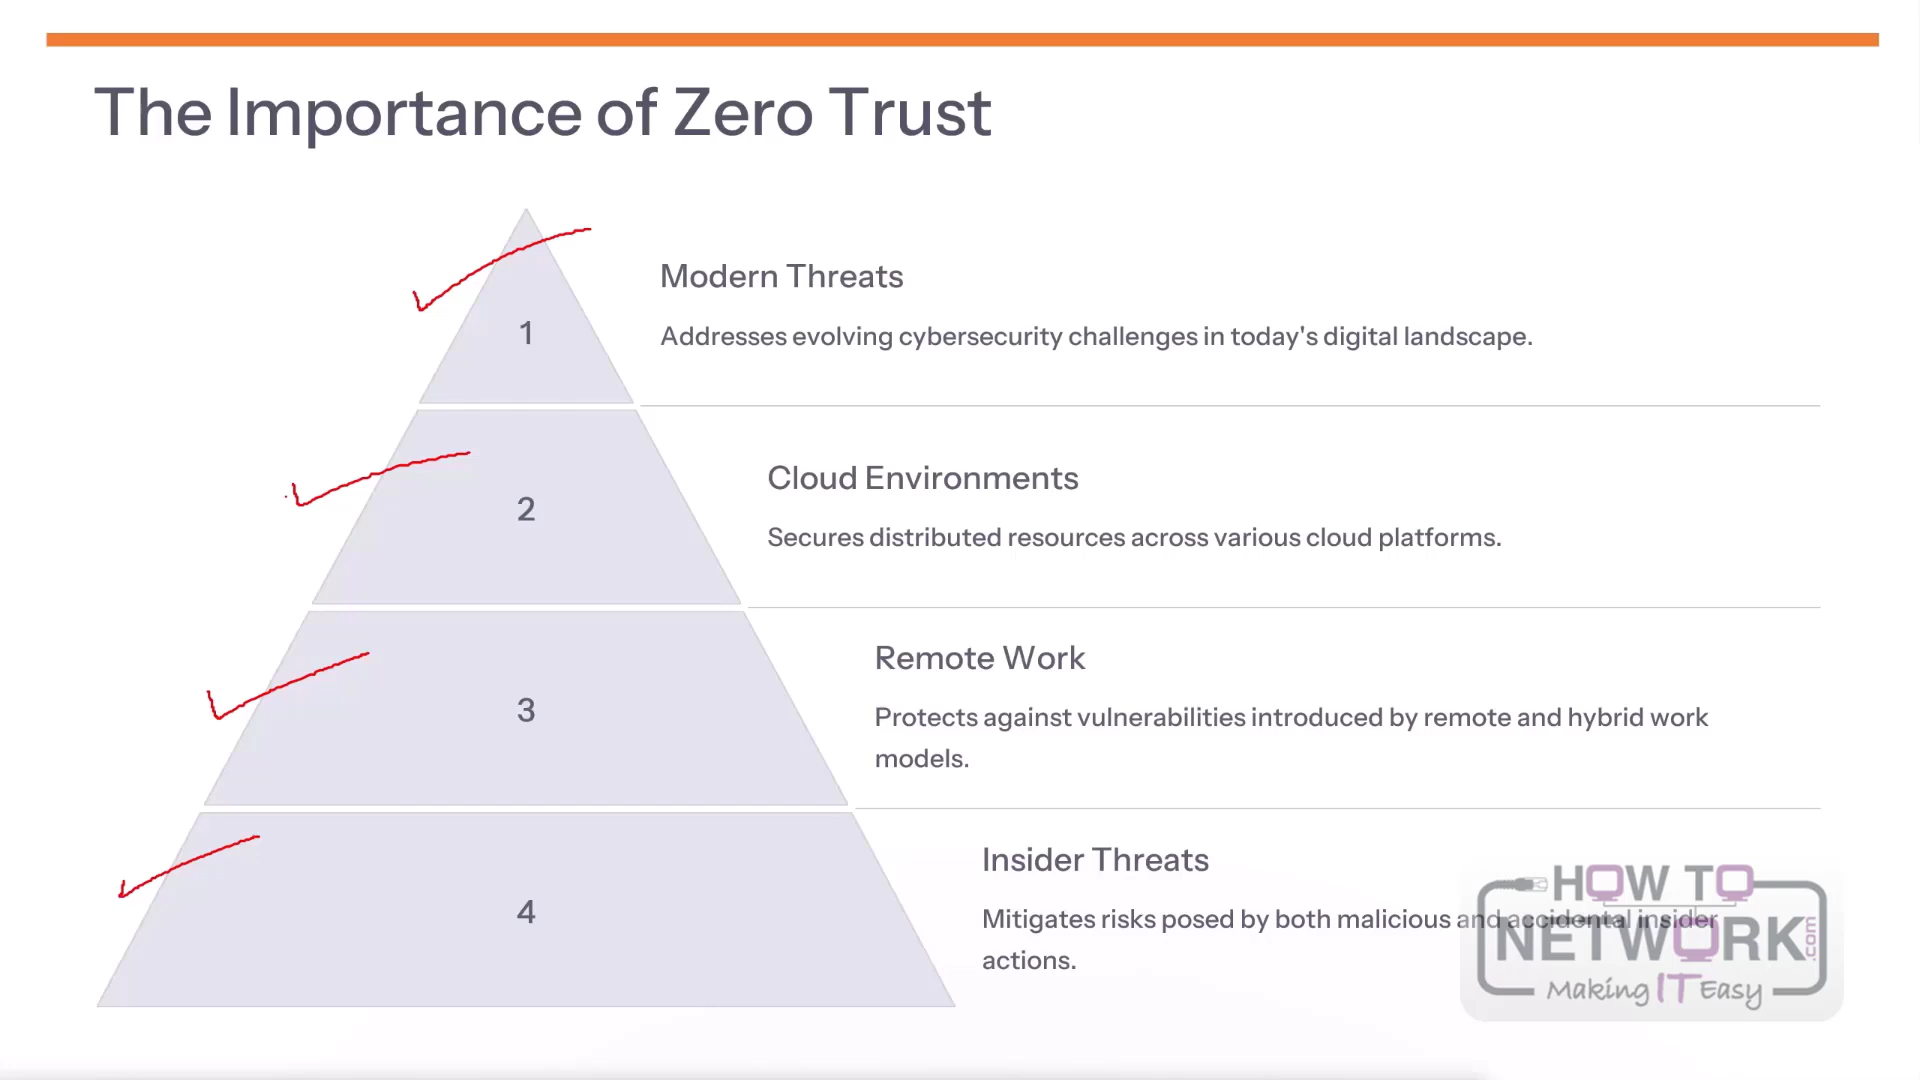 The Importance of Zero Trust
1
Modern Threats
Addresses evolving cybersecurity challenges in today's digital landscape.
2
Cloud Environments
Secures distributed resources across various cloud platforms.
3
Remote Work
Protects against vulnerabilities introduced by remote and hybrid work
models.
4
Insider Threats
Mitigates risks posed by both malicious and accidental insider
actions.
HOW TO
NETWORK.com
Making IT Easy